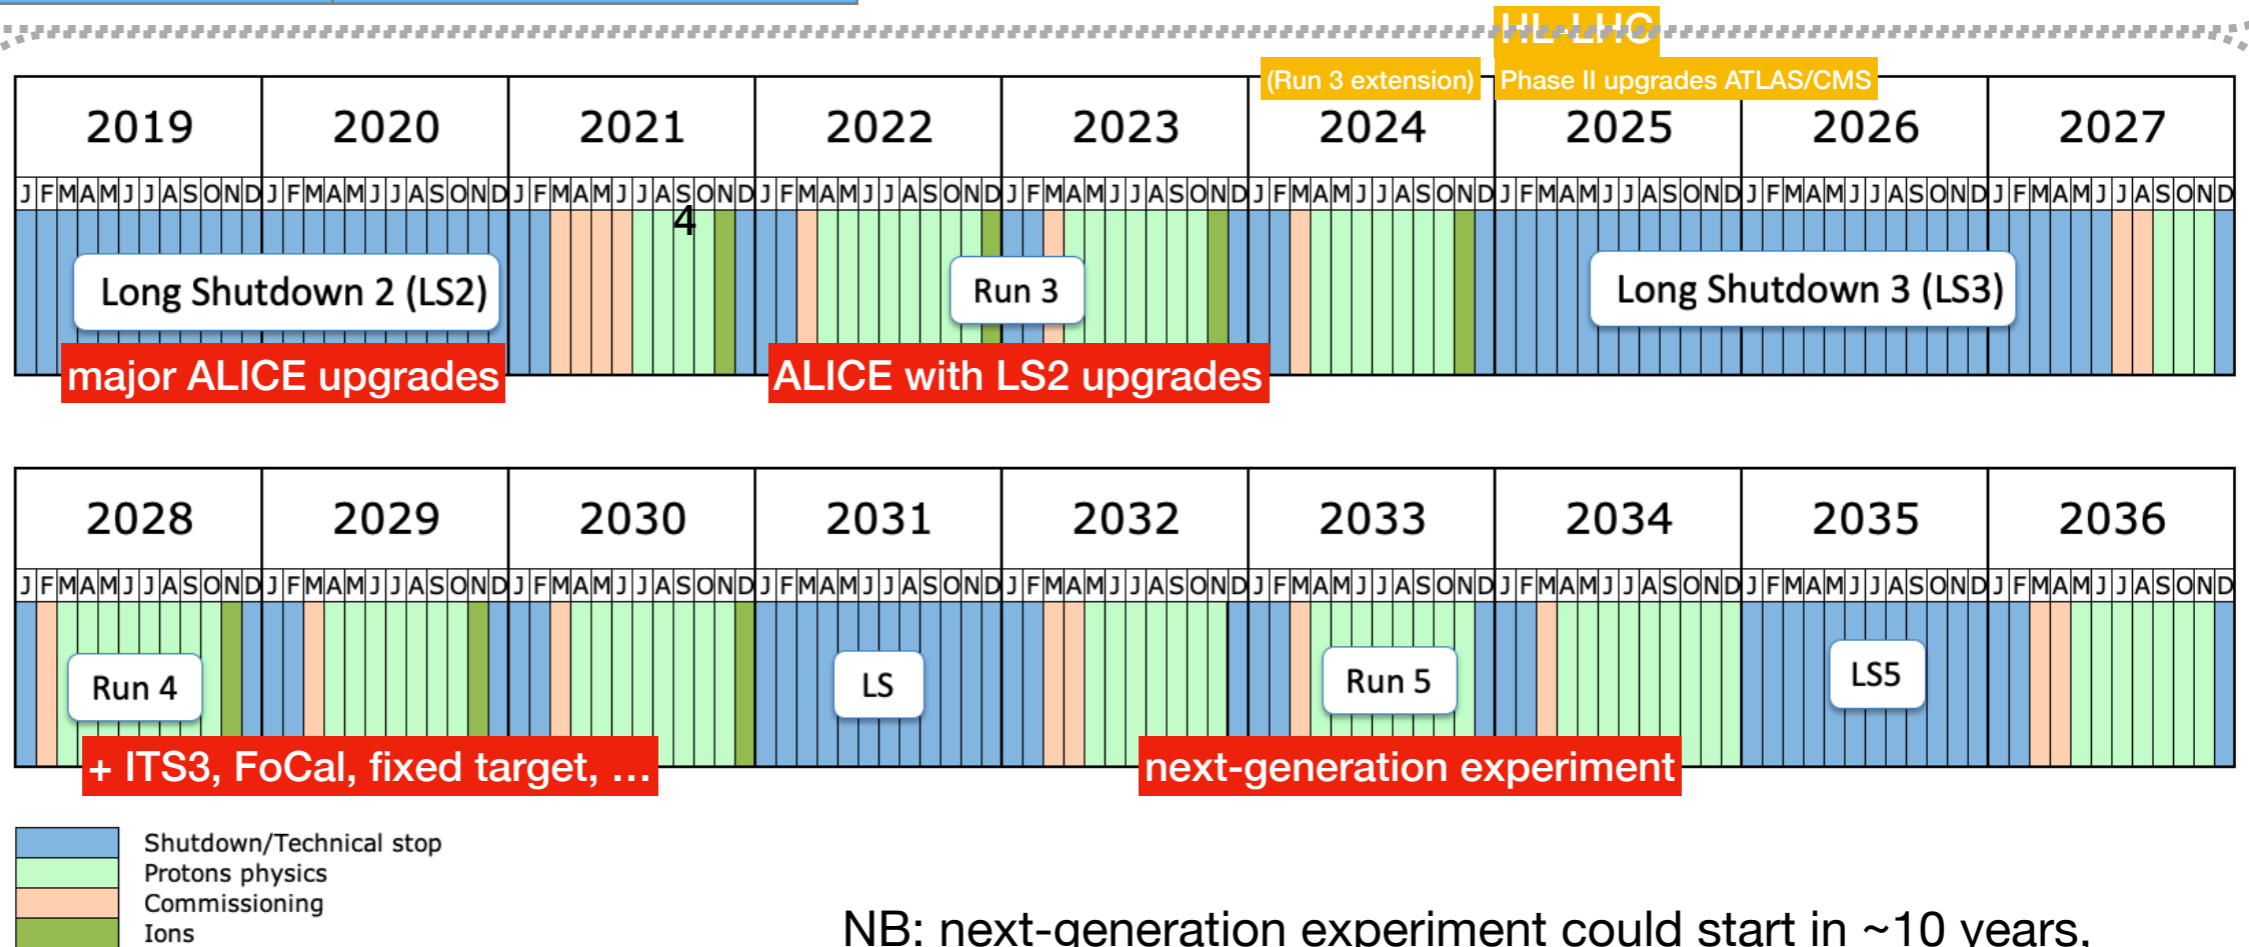 HL-LHC
(Run 3 extension) Phase II upgrades ATLAS/CMS
2019 2020 2021 2022 2023 2024 2025 2026 2027
J F M A M J J A S O N D J F M A M J J A S O N D J F M A M J J A S O N D J F M A M J J A S O N D J F M A M J J A S O N D J F M A M J J A S O N D J F M A M J J A S O N D J F M A M J J A S O N D J F M A M J J A S O N D
4
Long Shutdown 2 (LS2) Run 3 Long Shutdown 3 (LS3)
major ALICE upgrades ALICE with LS2 upgrades
2028 2029 2030 2031 2032 2033 2034 2035 2036
J F M A M J J A S O N D J F M A M J J A S O N D J F M A M J J A S O N D J F M A M J J A S O N D J F M A M J J A S O N D J F M A M J J A S O N D J F M A M J J A S O N D J F M A M J J A S O N D J F M A M J J A S O N D
Run 4 LS Run 5 LS5
+ ITS3, FoCal, fixed target, ... next-generation experiment
Shutdown/Technical stop
Protons physics
Commissioning
Ions
NB: next-generation experiment could start in ~10 years,